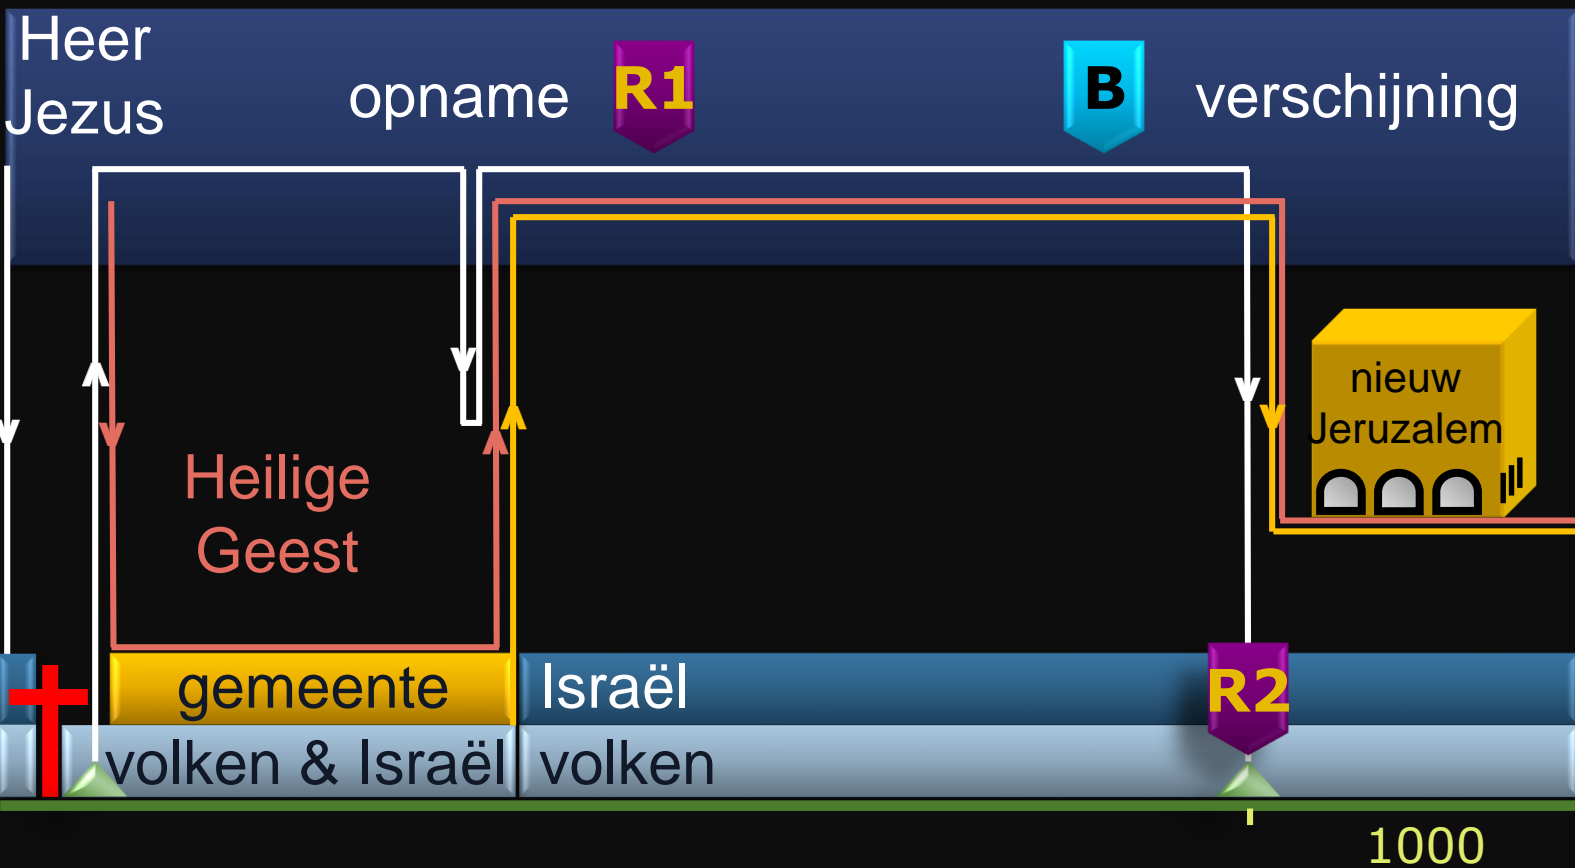 Heer
Jezus
opname
R1
B
verschijning
nieuw
Jeruzalem
Heilige
Geest
gemeente
Israël
R2
volken & Israël
volken
1000